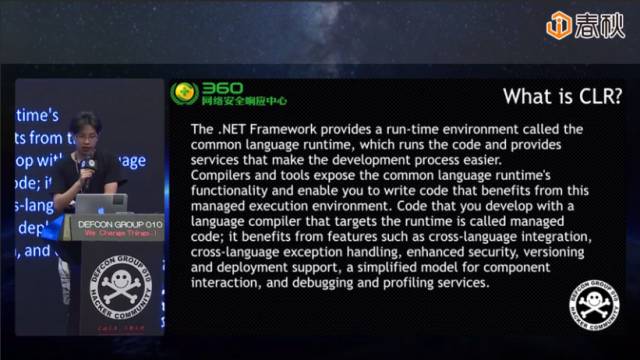 春秋
360
网络安全响应中心
What is CLR?
The .NET Framework provides a run-time environment called the
common language runtime, which runs the code and provides
services that make the development process easier.
Compilers and tools expose the common language runtime's
functionality and enable you to write code that benefits from this
managed execution environment. Code that you develop with a
language compiler that targets the runtime is called managed
code; it benefits from features such as cross-language integration,
cross-language exception handling, enhanced security, versioning
and deployment support, a simplified model for component
interaction, and debugging and profiling services.
DEFCON GROUP 010
HACKER COMMUNITY
time's
efits from this
op with
guage
ode; it
oss-lang
d deplo
n, and
DEFCON GROUP 010
We Change Things !
DEFCON GROUP 010
HACKER COMMUNITY